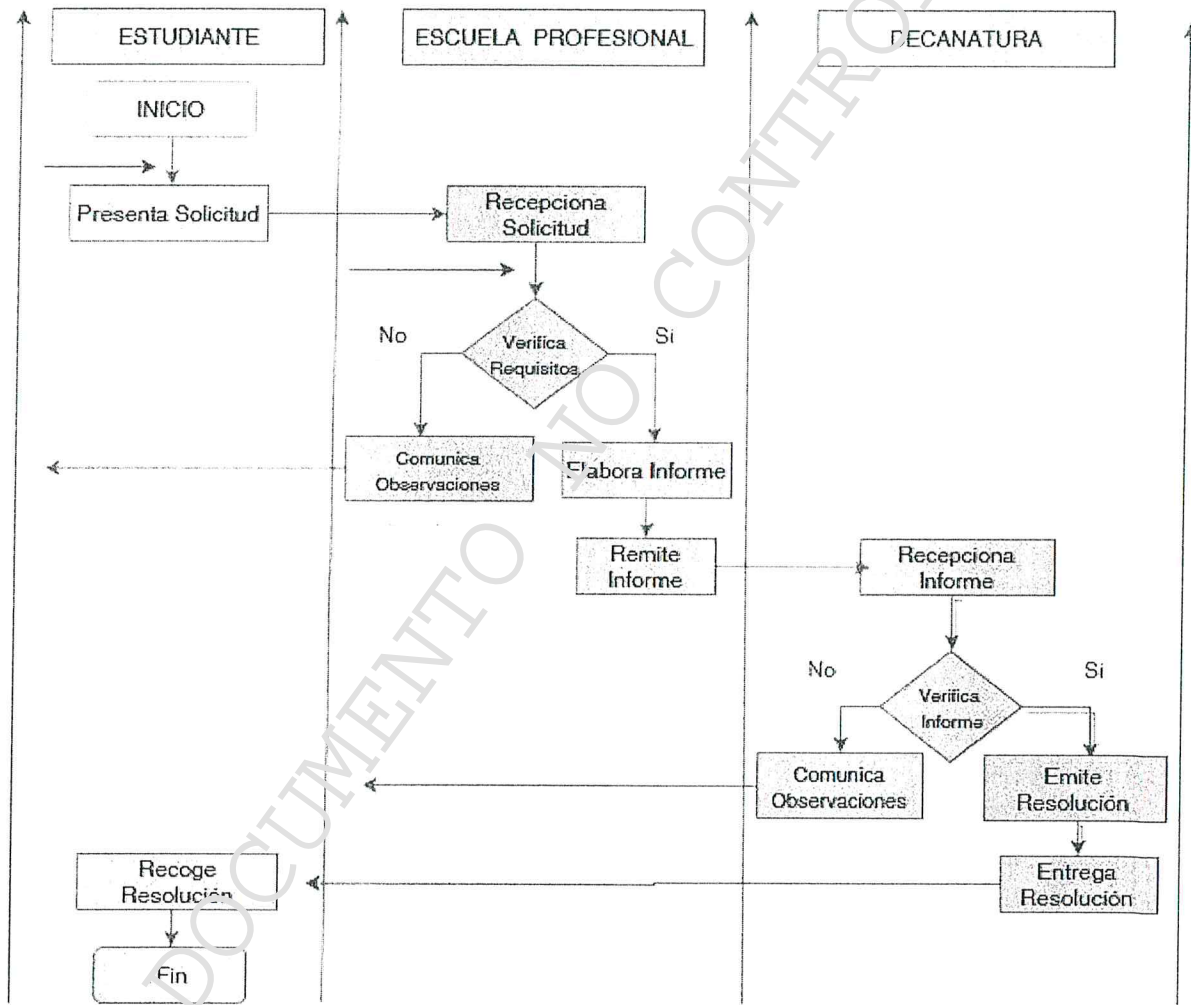 ESTUDIANTE
ESCUELA PROFESIONAL
DECANATURA
INICIO
Presenta Solicitud
Recepciona
Solicitud
No
Si
Verifica
Requisitos
Comunica
Observaciones
Elabora Informe
Remite
Informe
Recepciona
Informe
No
Si
Verifica
Informe
Comunica
Observaciones
Emite
Resolución
Entrega
Resolución
Recoge
Resolución
Fin
DOCUMENTO NO CONTRO